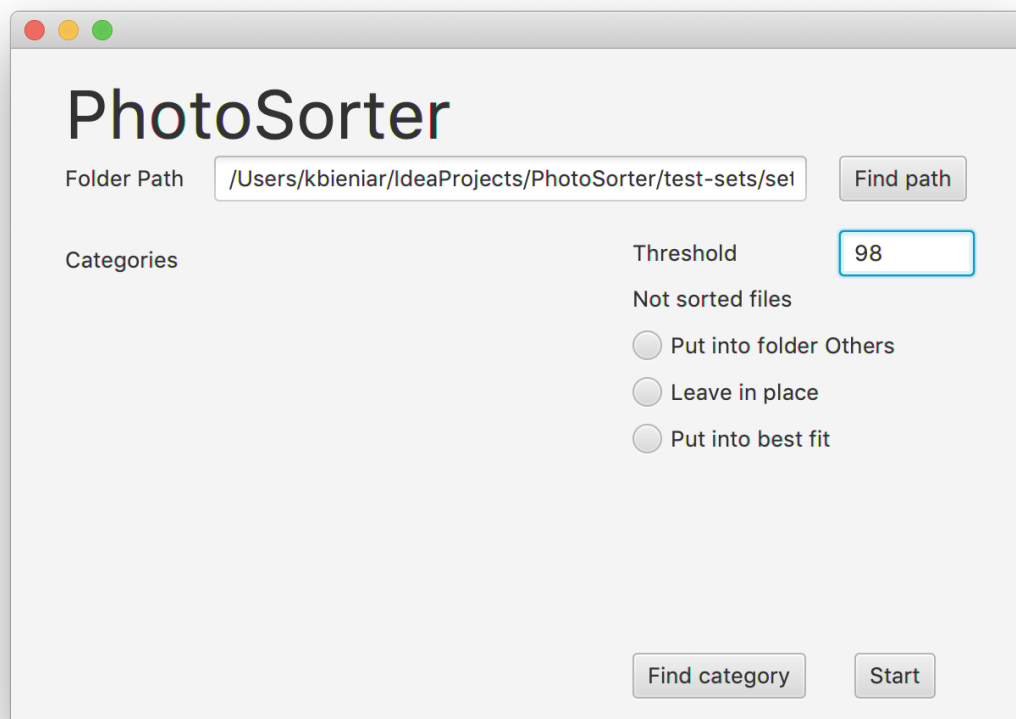 PhotoSorter
Folder Path /Users/kbieniar/IdeaProjects/PhotoSorter/test-sets/set Find path
Categories
Threshold 98
Not sorted files
Put into folder Others
Leave in place
Put into best fit
Find category Start